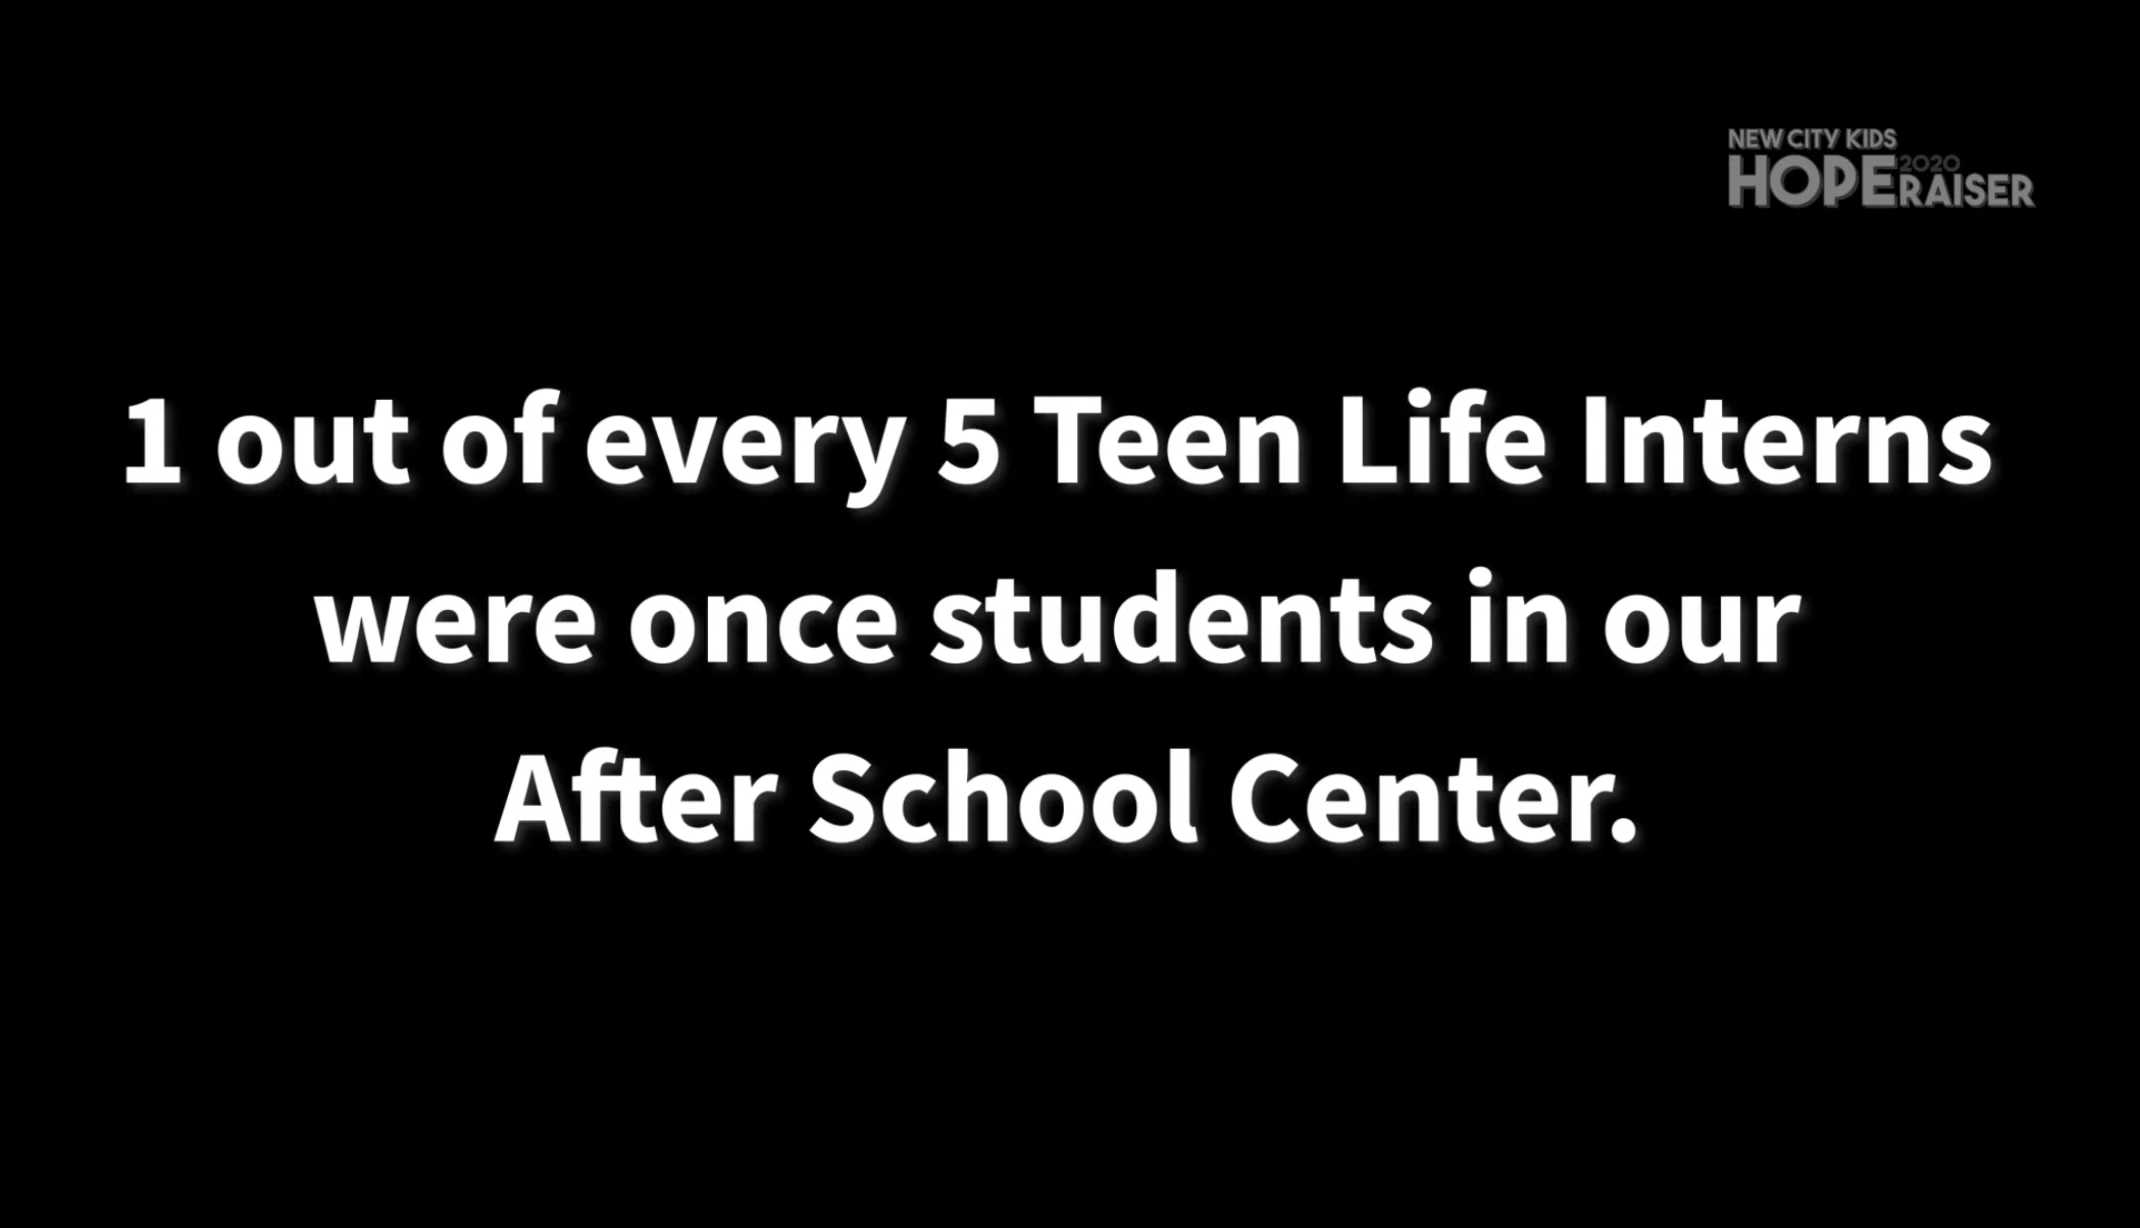 NEW CITY KIDS
HOPE 2020 RAISER
1 out of every 5 Teen Life Interns
were once students in our
After School Center.